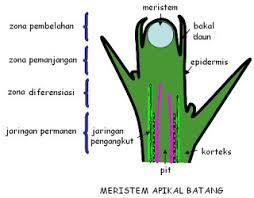 meristem
zona pembelahan
bakal
daun
zona pemanjangan
epidermis
zona diferensiasi
jaringan permanen
jaringan
pengangkut
korteks
pit
MERISTEM APIKAL BATANG